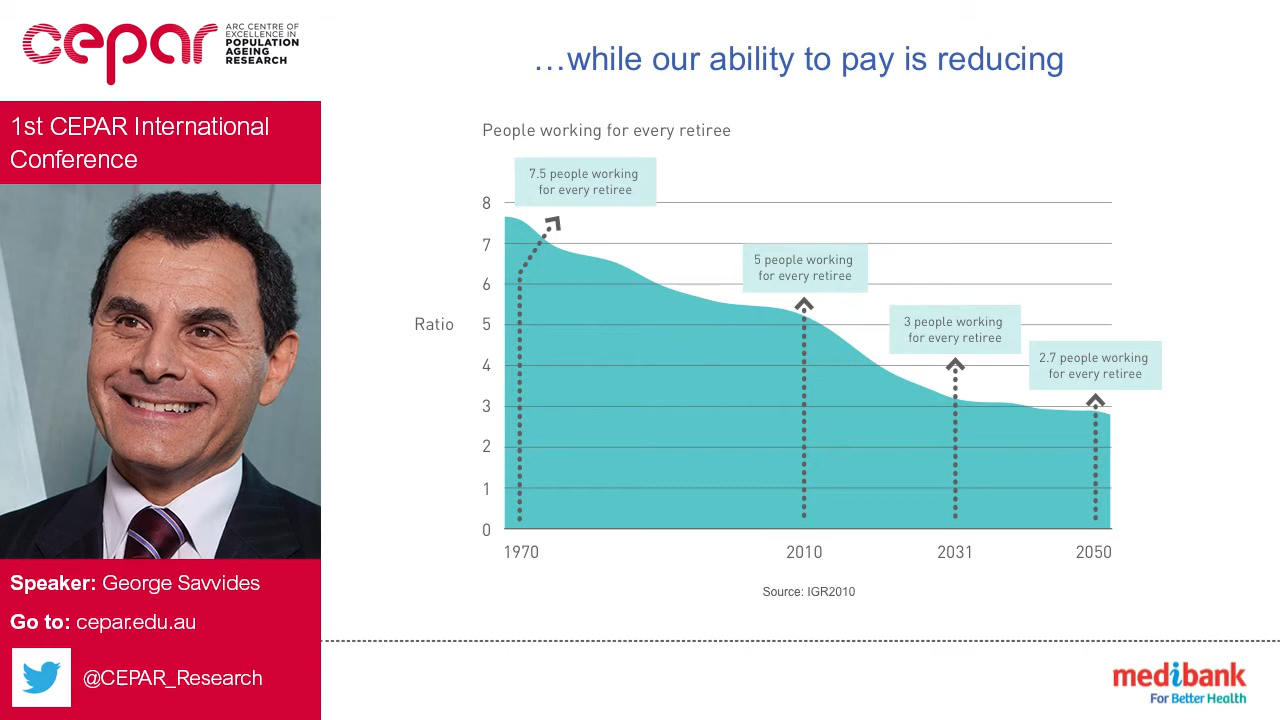 cepar
ARC CENTRE OF
EXCELLENCE IN
POPULATION
AGEING
RESEARCH
1st CEPAR International
Conference
Speaker: George Savvides
Go to: cepar.edu.au
@CEPAR_Research
…while our ability to pay is reducing
People working for every retiree
7.5 people working
for every retiree
5 people working
for every retiree
3 people working
for every retiree
2.7 people working
for every retiree
Ratio
8
7
6
5
4
3
2
1
0
1970
2010
2031
2050
Source: IGR2010
medibank
For Better Health